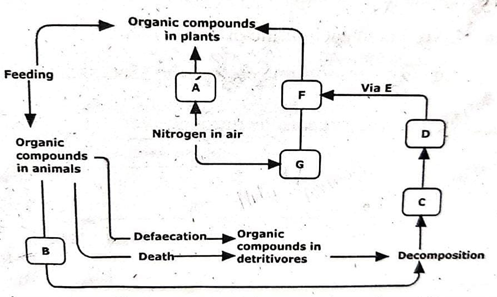 Organic compounds
in plants
Feeding
A
F
Via E
D
Nitrogen in air
G
Organic
compounds
in animals
C
Defaecation
Organic
compounds in
detritivores
B
Death
Decomposition